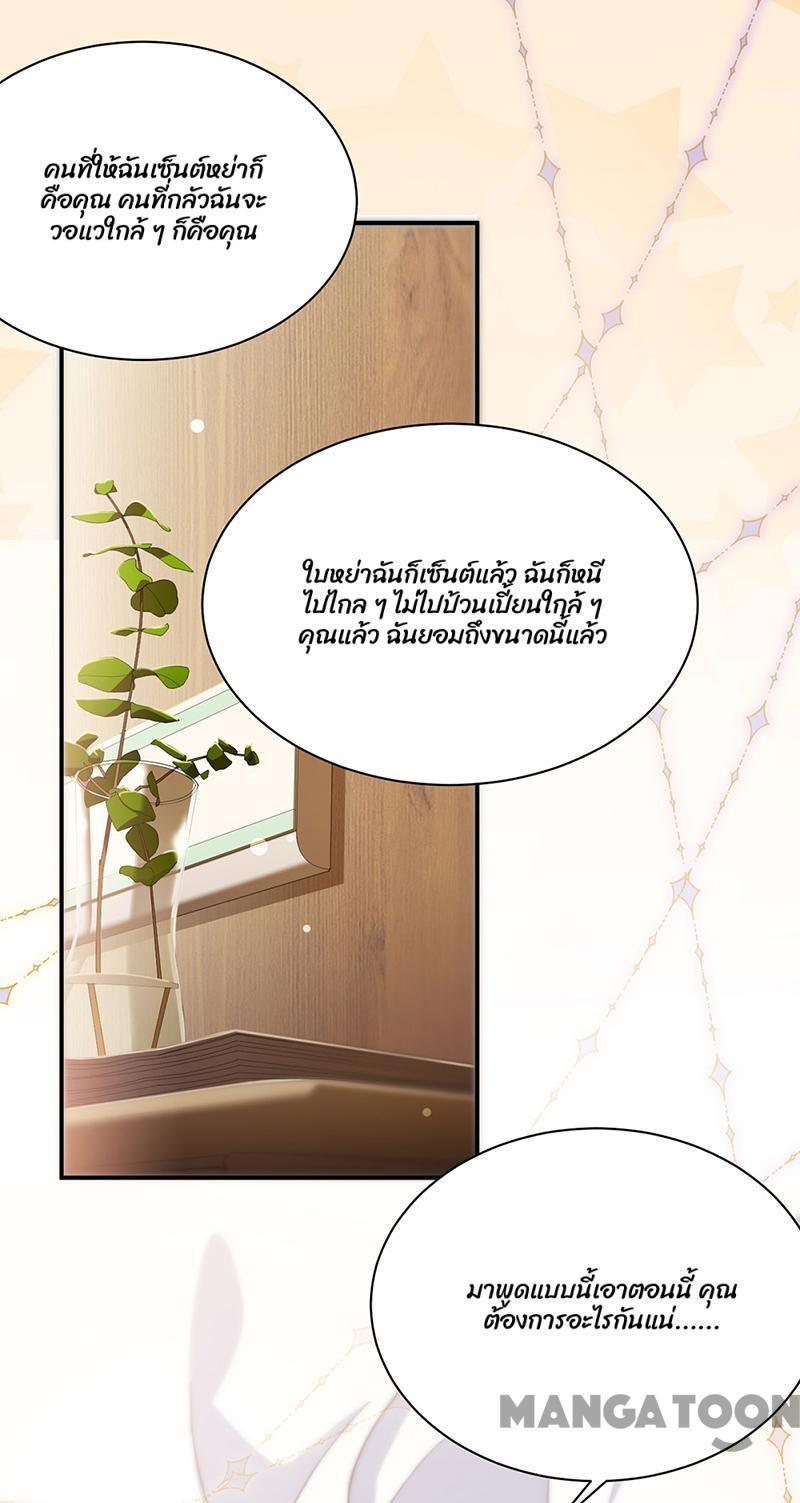 คนที่ให้ฉันเซ็นต์หย่าก็
คือคุณ คนที่กลัวฉันจะ
วอแวใกล้ ๆ ก็คือคุณ
ใบหย่าฉันก็เซ็นต์แล้ว ฉันก็หนี
ไปไกล ๆ ไม่ไปป้วนเปี้ยนใกล้ ๆ
คุณแล้ว ฉันยอมถึงขนาดนี้แล้ว
มาพูดแบบนี้เอาตอนนี้ คุณ
ต้องการอะไรกันแน่......
MANGATOON